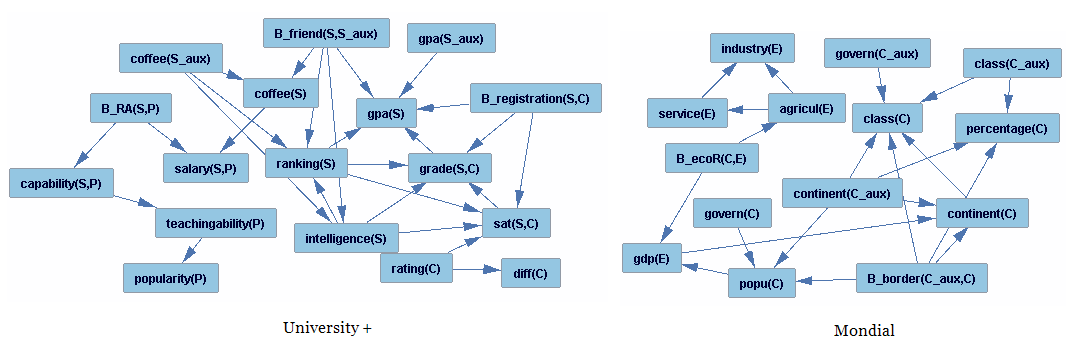 B_friend(S,S_aux)
gpa(S_aux)
coffee(S_aux)
coffee(S)
B_RA(S,P)
gpa(S)
B_registration(S,C)
salary(S,P)
ranking(S)
grade(S,C)
capability(S,P)
teachingability(P)
intelligence(S)
sat(S,C)
popularity(P)
rating(C)
diff(C)
University +
industry(E)
govern(C_aux)
class(C_aux)
service(E)
agricul(E)
class(C)
percentage(C)
B_ecoR(C,E)
continent(C_aux)
govern(C)
continent(C)
gdp(E)
popu(C)
B_border(C_aux,C)
Mondial